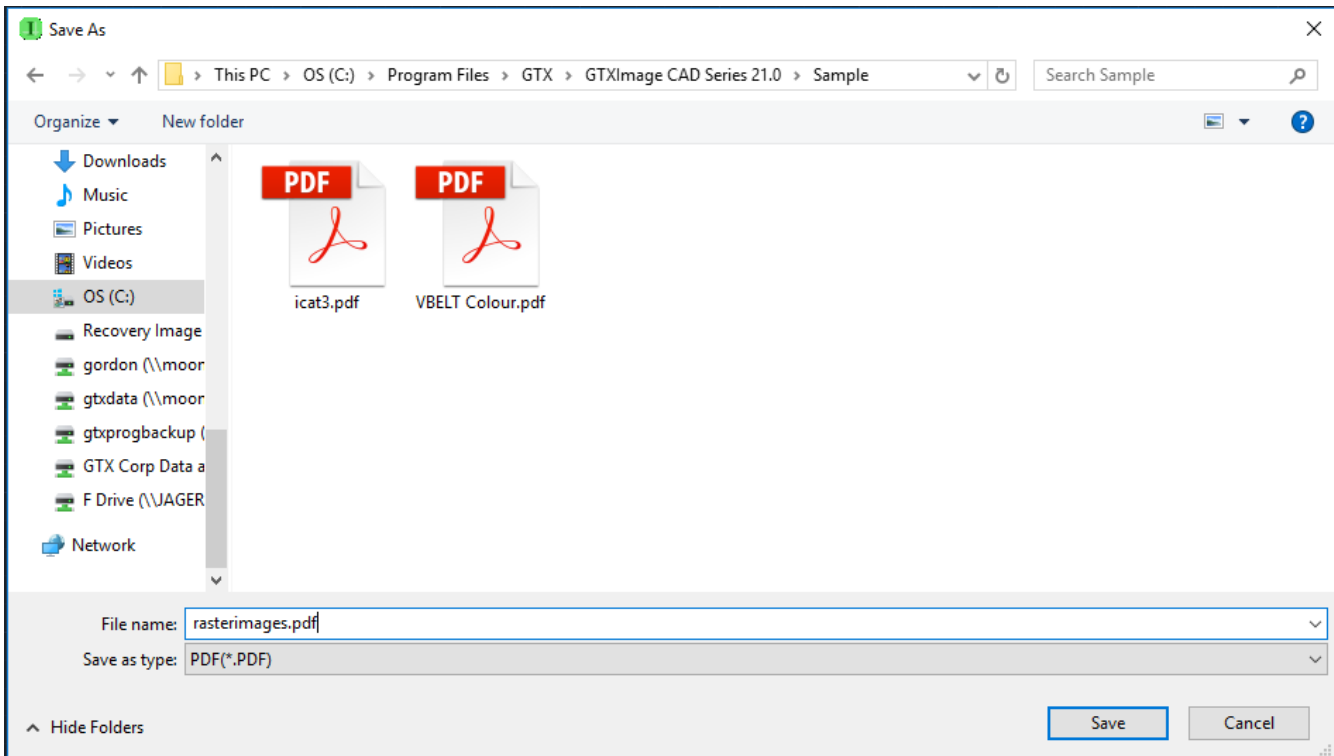 Save As
This PC > OS (C:) > Program Files > GTX > GTXImage CAD Series 21.0 > Sample
Search Sample
Organize
New folder
?
Downloads
Music
Pictures
Videos
OS (C:)
Recovery Image
gordon (\\moor
gtxdata (\\moor
gtxprogbackup (
GTX Corp Data a
F Drive (\\JAGER
Network
PDF
PDF
icat3.pdf
VBELT Colour.pdf
File name: rasterimages.pdf
Save as type: PDF(*.PDF)
Hide Folders
Save
Cancel